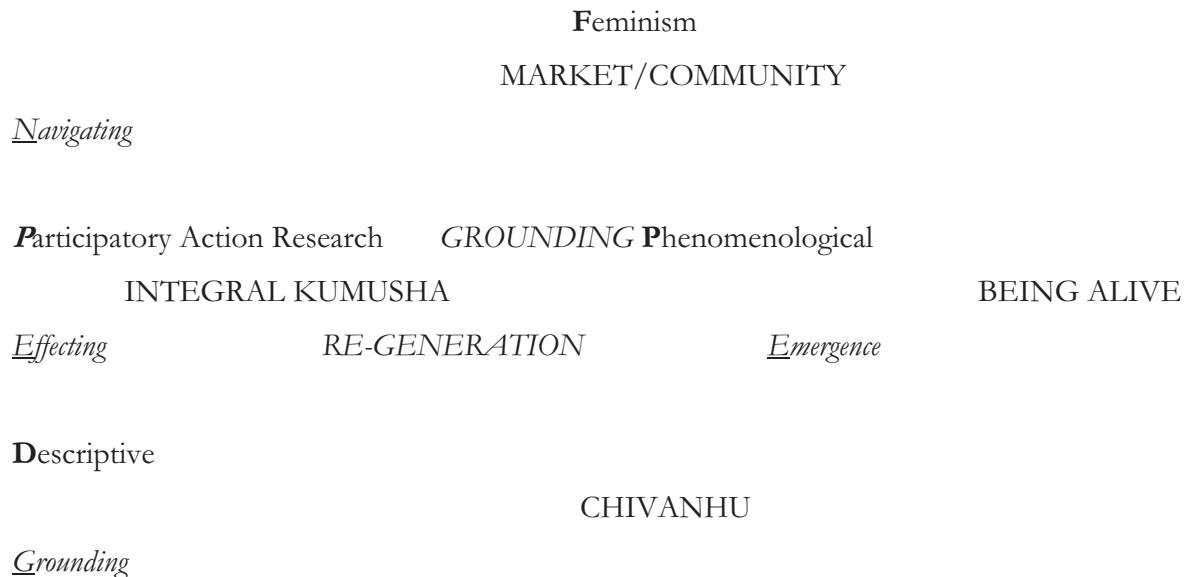 Feminism
MARKET/COMMUNITY
Navigating
Participatory Action Research GROUNDING Phenomenological
INTEGRAL KUMUSHA BEING ALIVE
Effecting RE-GENERATION Emergence
Descriptive
CHIVANHU
Grounding